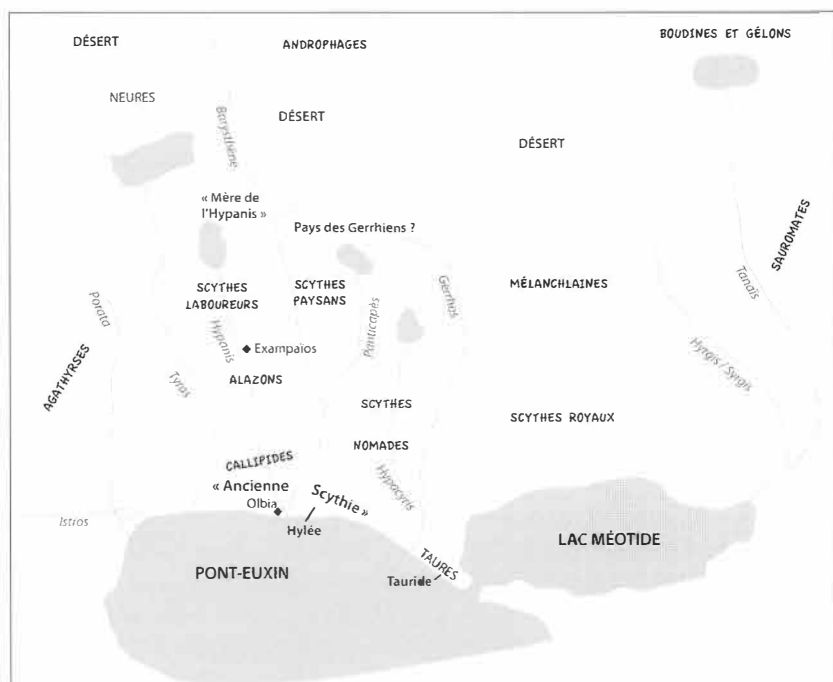 BOUDINES ET GÉLONS
DÉSERT
ANDROPHAGES
NEURES
Barysthène
DÉSERT
DÉSERT
« Mère de
l'Hypanis »
Pays des Gerrhiens ?
SAUROMATES
Tanaïs
SCYTHES
LABOUREURS
SCYTHES
PAYSANS
Gerrhos
MÉLANCHLAINES
Porata
Hypanis
Panticapès
Exampaïos
Hyrgis / Syrgis
AGATHYRSES
Tyras
ALAZONS
SCYTHES
NOMADES
SCYTHES ROYAUX
CALLIPIDES
Hypacyris
« Ancienne
Scythie »
Olbia
Istros
Hylée
LAC MÉOTIDE
TAURES
PONT-EUXIN
Tauride